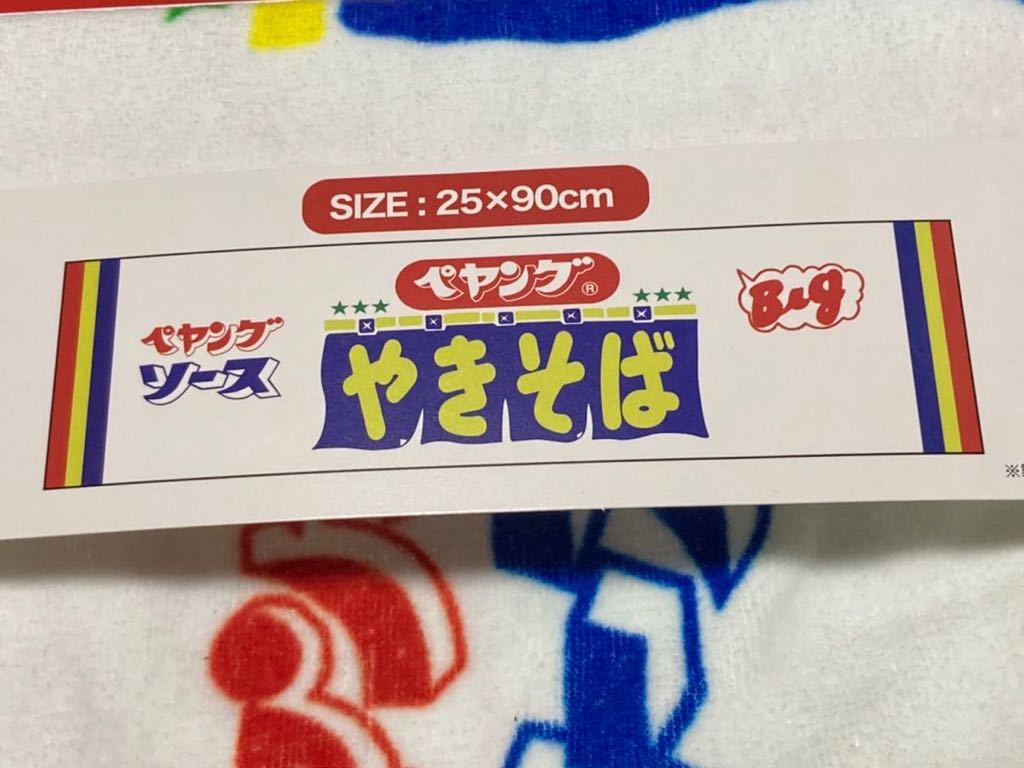 SIZE : 25×90cm
ペヤング®
ペヤング
ソース
やきそば
Big
※